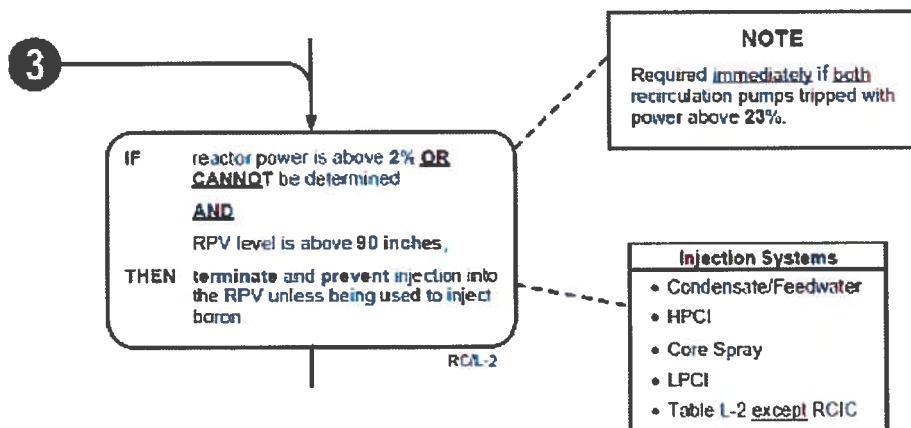 3
NOTE
Required immediately if both
recirculation pumps tripped with
power above 23%.
IF reactor power is above 2% OR
CANNOT be determined
AND
RPV level is above 90 inches,
THEN terminate and prevent injection into
the RPV unless being used to inject
boron
RC/L-2
Injection Systems
• Condensate/Feedwater
• HPCI
• Core Spray
• LPCI
• Table L-2 except RCIC